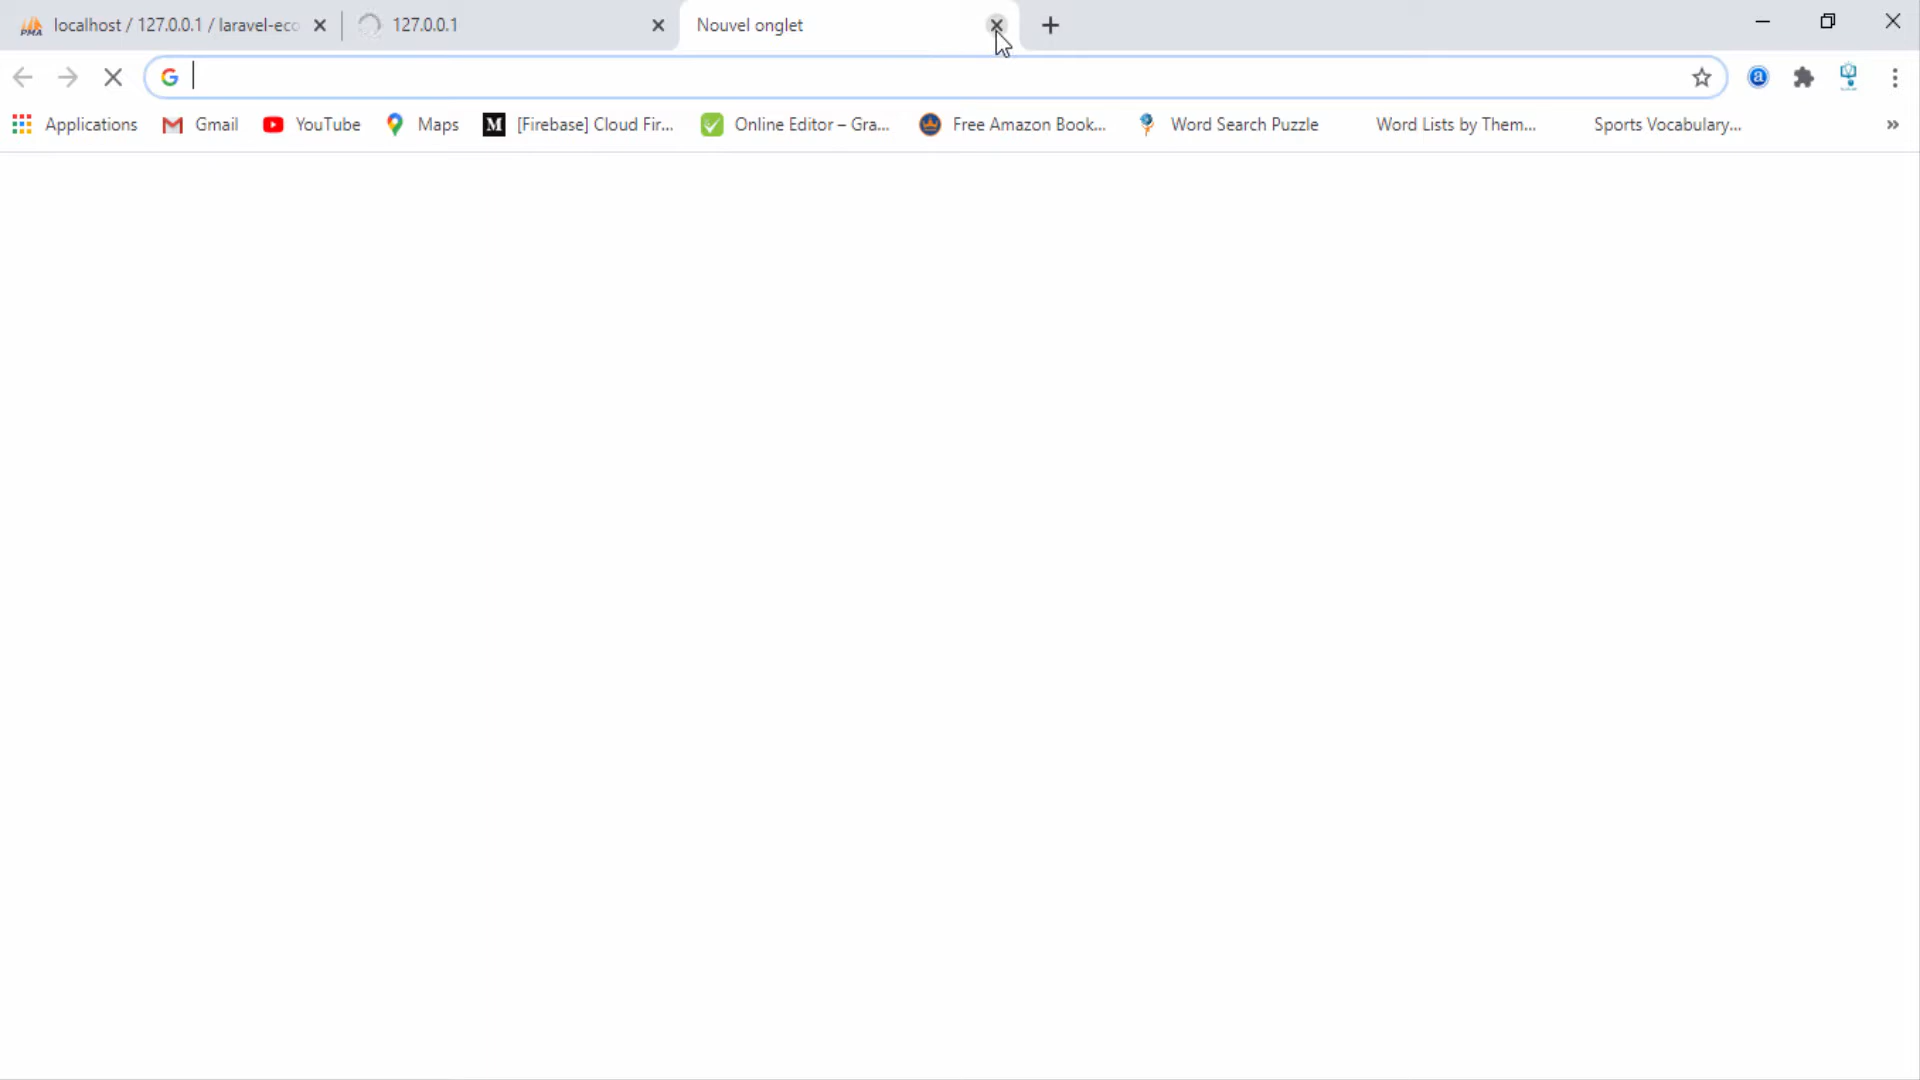 localhost / 127.0.0.1 / laravel-eco
127.0.0.1
Nouvel onglet
Applications
Gmail
YouTube
Maps
[Firebase] Cloud Fir...
Online Editor – Gra...
Free Amazon Book...
Word Search Puzzle
Word Lists by Them...
Sports Vocabulary...